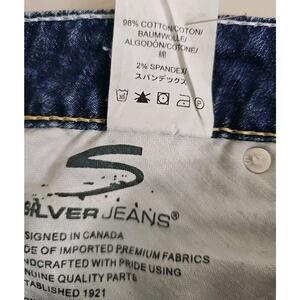 98% COTTON/COTON/
BAUMWOLLE/
ALGODÓN/COTONE/
綿
2% SPANDEX/
スパンデックス
S
SILVER JEANS®
SIGNED IN CANADA
DE OF IMPORTED PREMIUM FABRICS
NDCRAFTED WITH PRIDE USING
NUINE QUALITY PARTS
TABLISHED 1921